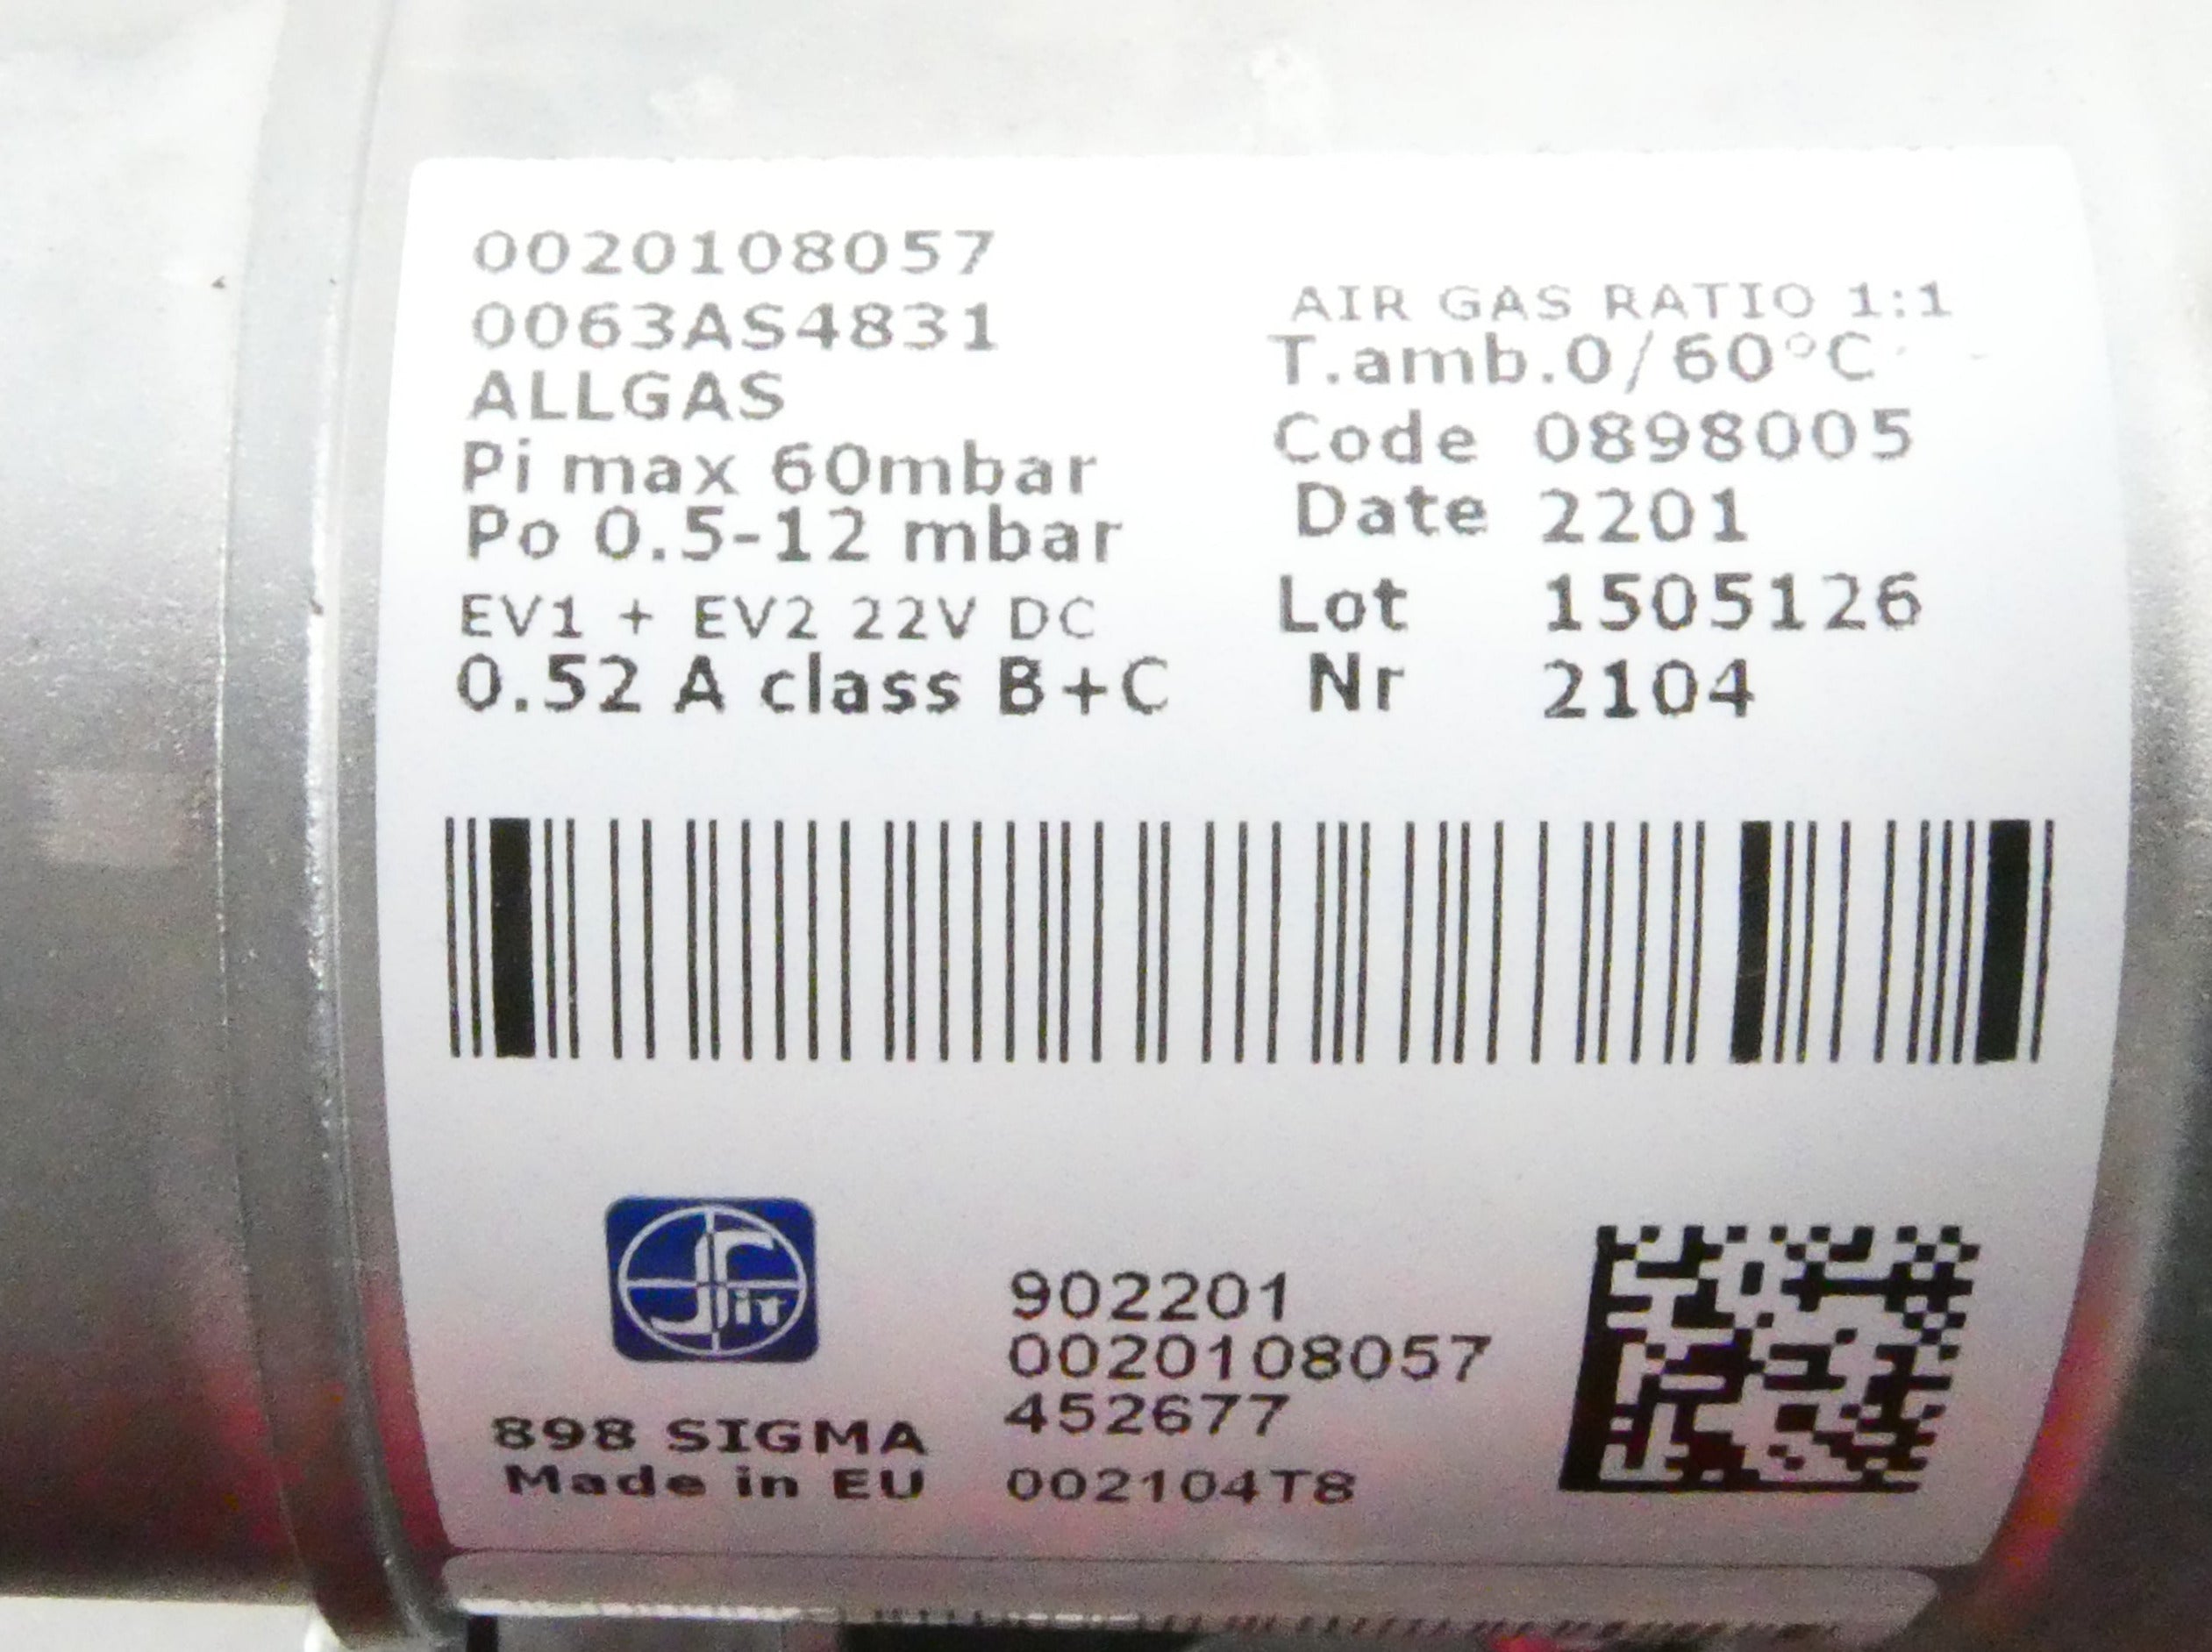 0020108057
0063AS4831
ALLGAS
Pi max 60mbar
Po 0.5-12 mbar
EV1 + EV2 22V DC
0.52 A class B+C
AIR GAS RATIO 1:1
T.amb.0/60°C
Code 0898005
Date 2201
Lot 1505126
Nr 2104
Sit
898 SIGMA
Made in EU
902201
0020108057
452677
002104T8